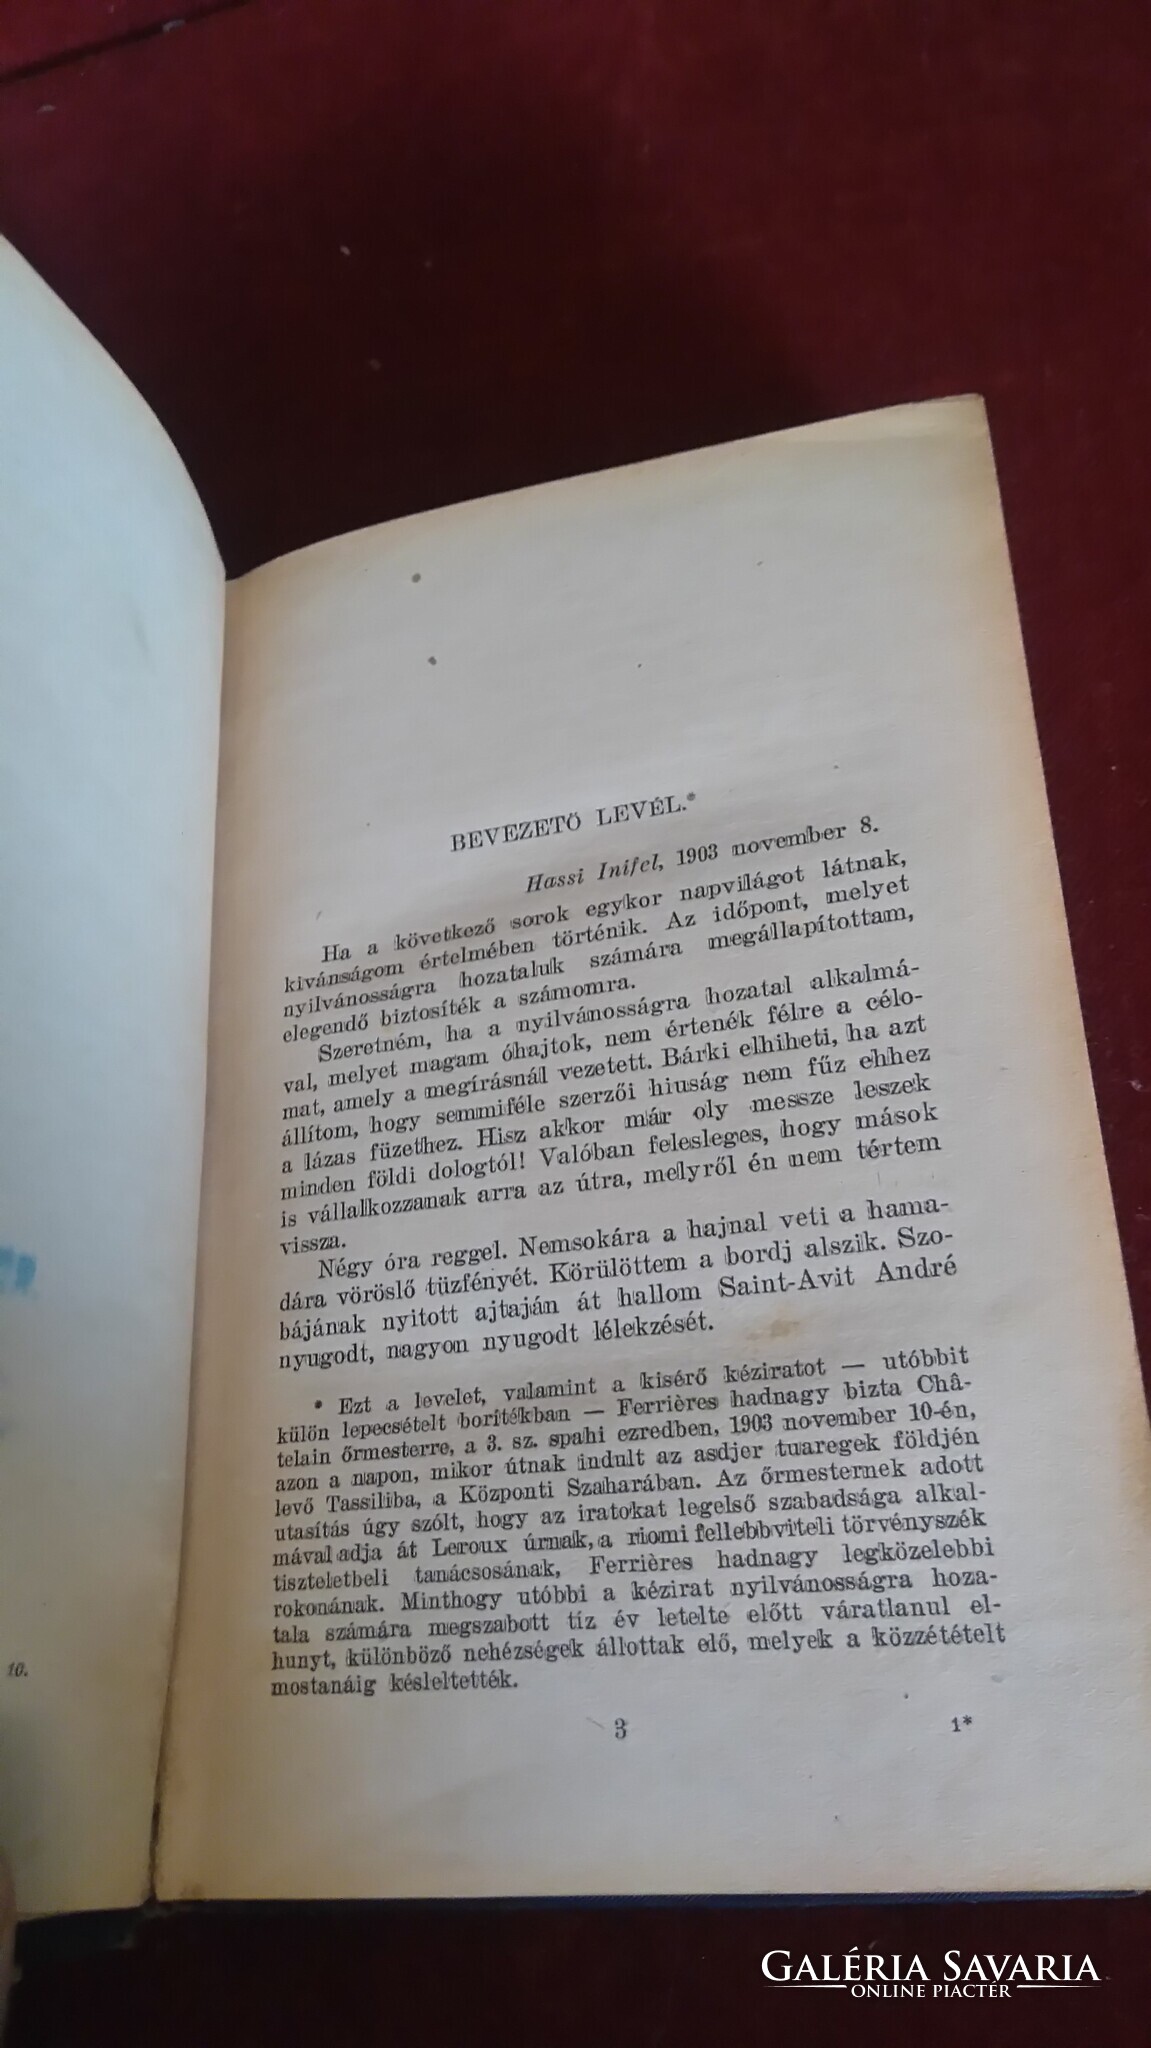 BEVEZETŐ LEVÉL.*
Hassi Inifel, 1903 november 8.
Ha a következő sorok egykor napvilágot látnak,
kivánságom értelmében történik. Az időpont, melyet
nyilvánosságra hozataluk számára megállapítottam,
elegendő biztosíték a számomra.
Szeretném, ha a nyilvánosságra hozatal alkalmá-
val, melyet magam óhajtok, nem értenék félre a célo-
mat, amely a megírásnál vezetett. Bárki elhiheti, ha azt
állítom, hogy semmiféle szerzői hiuság nem fűz ehhez
a lázas füzethez. Hisz akkor már oly messze leszek
minden földi dologtól! Valóban felesleges, hogy mások
is vállalkozzanak arra az útra, melyről én nem tértem
vissza.
Négy óra reggel. Nemsokára a hajnal veti a hama-
dára vöröslő tüzfényét. Körülöttem a bordj alszik. Szo-
bájának nyitott ajtaján át hallom Saint-Avit André
nyugodt, nagyon nyugodt lélekzését.
* Ezt a levelet, valamint a kisérő kéziratot — utóbbit
külön lepecsételt borítékban — Ferrières hadnagy bizta Châ-
telain őrmesterre, a 3. sz. spahi ezredben, 1903 november 10-én,
azon a napon, mikor útnak indult az asdjer tuaregek földjén
levő Tassiliba, a Központi Szaharában. Az őrmesternek adott
utasítás úgy szólt, hogy az iratokat legelső szabadsága alkal-
mával adja át Leroux úrnak, a riomi fellebbviteli törvényszék
tiszteletbeli tanácsosának, Ferrières hadnagy legközelebbi
rokonának. Minthogy utóbbi a kézirat nyilvánosságra hoza-
tala számára megszabott tíz év letelte előtt váratlanul el-
hunyt, különböző nehézségek állottak elő, melyek a közzétételt
mostanáig késleltették.
10.
3
1*
GALÉRIA SAVARIA
ONLINE PIACTÉR